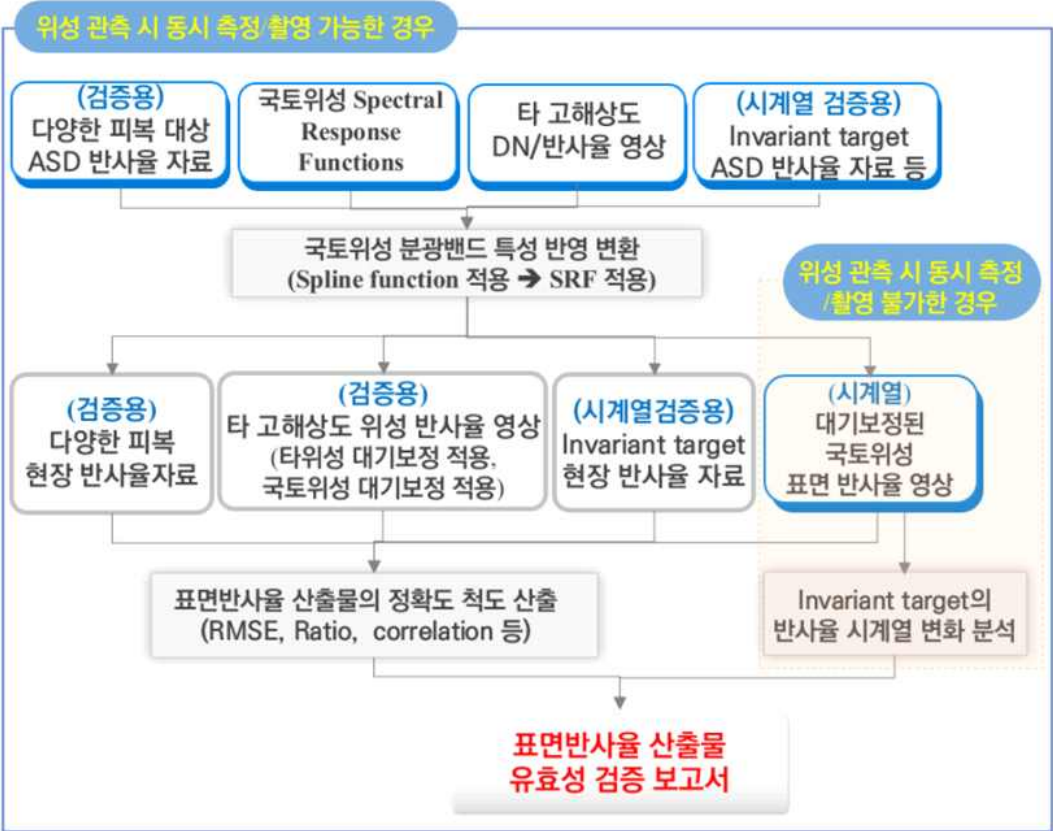 위성 관측 시 동시 측정/촬영 가능한 경우
(검증용)
다양한 피복 대상
ASD 반사율 자료
국토위성 Spectral
Response
Functions
타 고해상도
DN/반사율 영상
(시계열 검증용)
Invariant target
ASD 반사율 자료 등
국토위성 분광밴드 특성 반영 변환
(Spline function 적용 → SRF 적용)
위성 관측 시 동시 측정
/촬영 불가한 경우
(검증용)
다양한 피복
현장 반사율자료
(검증용)
타 고해상도 위성 반사율 영상
(타위성 대기보정 적용,
국토위성 대기보정 적용)
(시계열검증용)
Invariant target
현장 반사율 자료
(시계열)
대기보정된
국토위성
표면 반사율 영상
표면반사율 산출물의 정확도 척도 산출
(RMSE, Ratio, correlation 등)
Invariant target의
반사율 시계열 변화 분석
표면반사율 산출물
유효성 검증 보고서